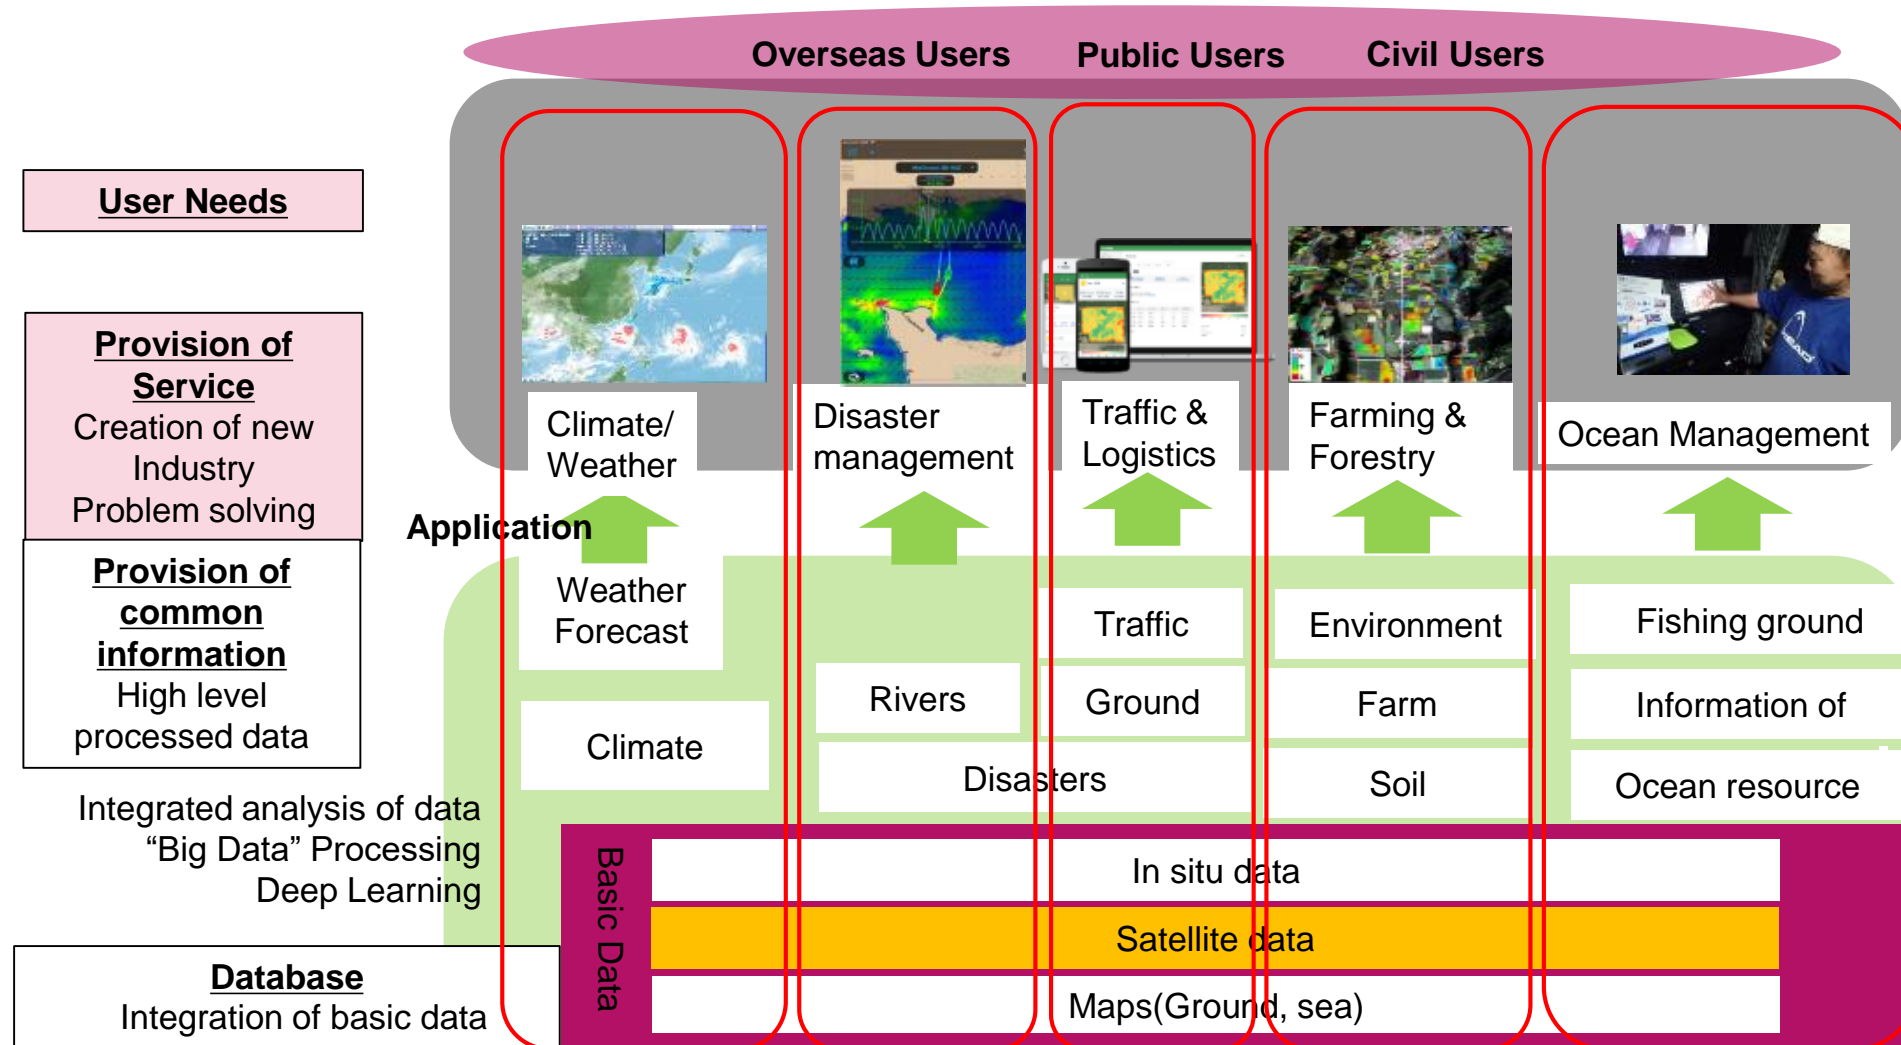 Overseas Users
Public Users
Civil Users
User Needs
Provision of
Service
Creation of new
Industry
Problem solving
Climate/
Weather
Disaster
management
Traffic &
Logistics
Farming &
Forestry
Ocean Management
Application
Provision of
common
information
High level
processed data
Weather
Forecast
Climate
Rivers
Disasters
Traffic
Ground
Environment
Farm
Soil
Fishing ground
Information of
Ocean resource
Integrated analysis of data
“Big Data” Processing
Deep Learning
Basic Data
In situ data
Satellite data
Maps(Ground, sea)
Database
Integration of basic data